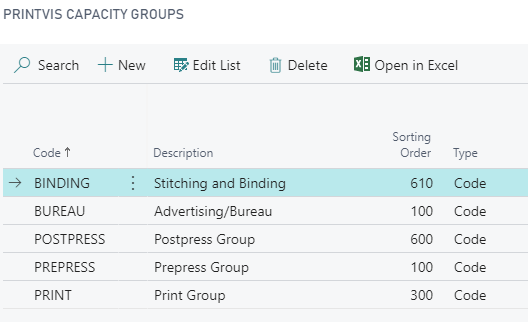 PRINTVIS CAPACITY GROUPS
Search New Edit List Delete Open in Excel
Sorting
Code ↑ Description Order Type
→ BINDING ⋮ Stitching and Binding 610 Code
BUREAU Advertising/Bureau 100 Code
POSTPRESS Postpress Group 600 Code
PREPRESS Prepress Group 100 Code
PRINT Print Group 300 Code